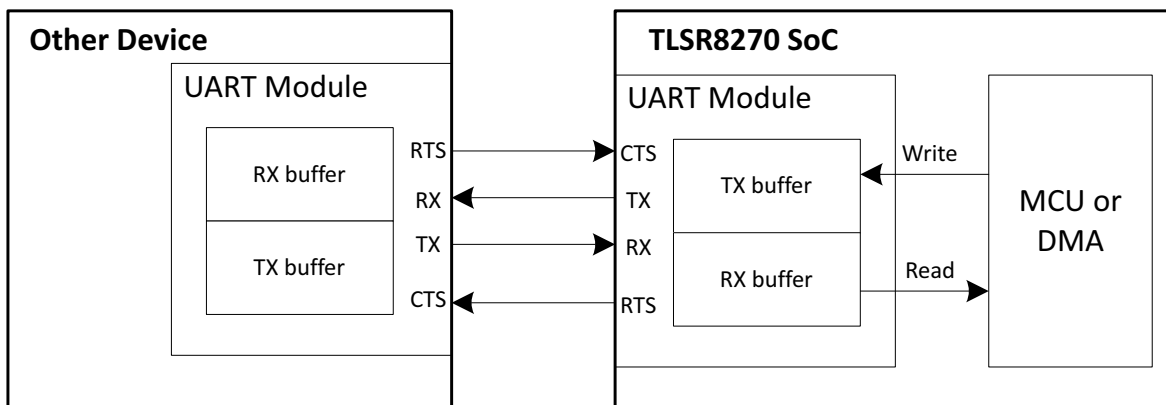 Other Device
UART Module
RX buffer
TX buffer
RTS
RX
TX
CTS
TLSR8270 SoC
UART Module
CTS
TX
RX
RTS
TX buffer
RX buffer
Write
Read
MCU or
DMA